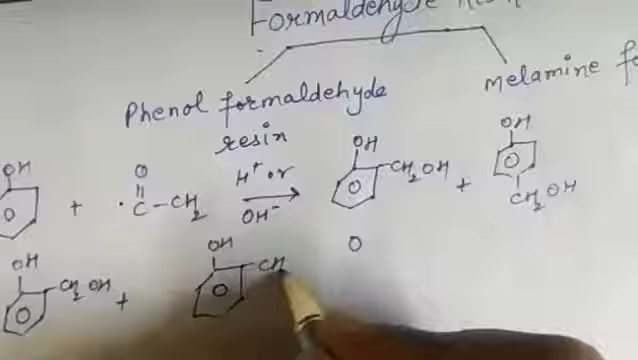 Formaldehyde
Phenol formaldehyde
resin
melamine
OH + O C-CH2 H+ or OH- OH CH2OH + OH CH2OH
OH CH2OH + OH CH